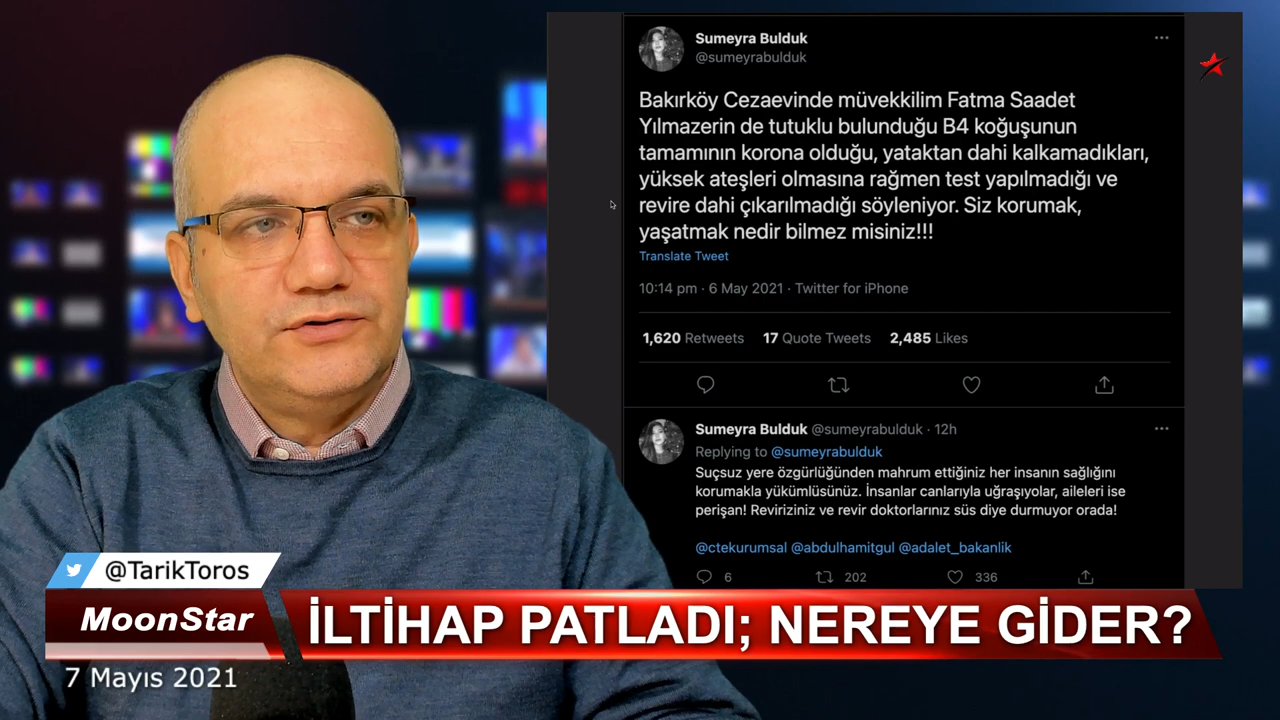 Sumeyra Bulduk
@sumeyrabulduk
Bakırköy Cezaevinde müvekkilim Fatma Saadet
Yılmazerin de tutuklu bulunduğu B4 koğuşunun
tamamının korona olduğu, yataktan dahi kalkamadıkları,
yüksek ateşleri olmasına rağmen test yapılmadığı ve
revire dahi çıkarılmadığı söyleniyor. Siz korumak,
yaşatmak nedir bilmez misiniz!!!
Translate Tweet
10:14 pm · 6 May 2021 · Twitter for iPhone
1,620 Retweets 17 Quote Tweets 2,485 Likes
Sumeyra Bulduk @sumeyrabulduk · 12h
Replying to @sumeyrabulduk
Suçsuz yere özgürlüğünden mahrum ettiğiniz her insanın sağlığını
korumakla yükümlüsünüz. İnsanlar canlarıyla uğraşıyolar, aileleri ise
perişan! Reviriziniz ve revir doktorlarınız süs diye durmuyor orada!
@ctekurumsal @abdulhamitgul @adalet_bakanlik
6 202 336
@TarikToros
MoonStar
İLTİHAP PATLADI; NEREYE GİDER?
7 Mayıs 2021